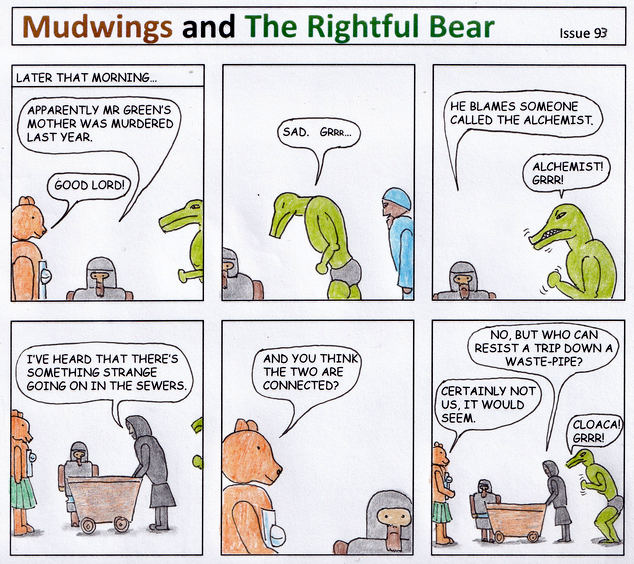 Mudwings and The Rightful Bear
Issue 93
LATER THAT MORNING...
APPARENTLY MR GREEN'S
MOTHER WAS MURDERED
LAST YEAR.
GOOD LORD!
SAD. GRRR...
HE BLAMES SOMEONE
CALLED THE ALCHEMIST.
ALCHEMIST!
GRRR!
I'VE HEARD THAT THERE'S
SOMETHING STRANGE
GOING ON IN THE SEWERS.
AND YOU THINK
THE TWO ARE
CONNECTED?
NO, BUT WHO CAN
RESIST A TRIP DOWN A
WASTE-PIPE?
CERTAINLY NOT
US, IT WOULD
SEEM.
CLOACA!
GRRR!